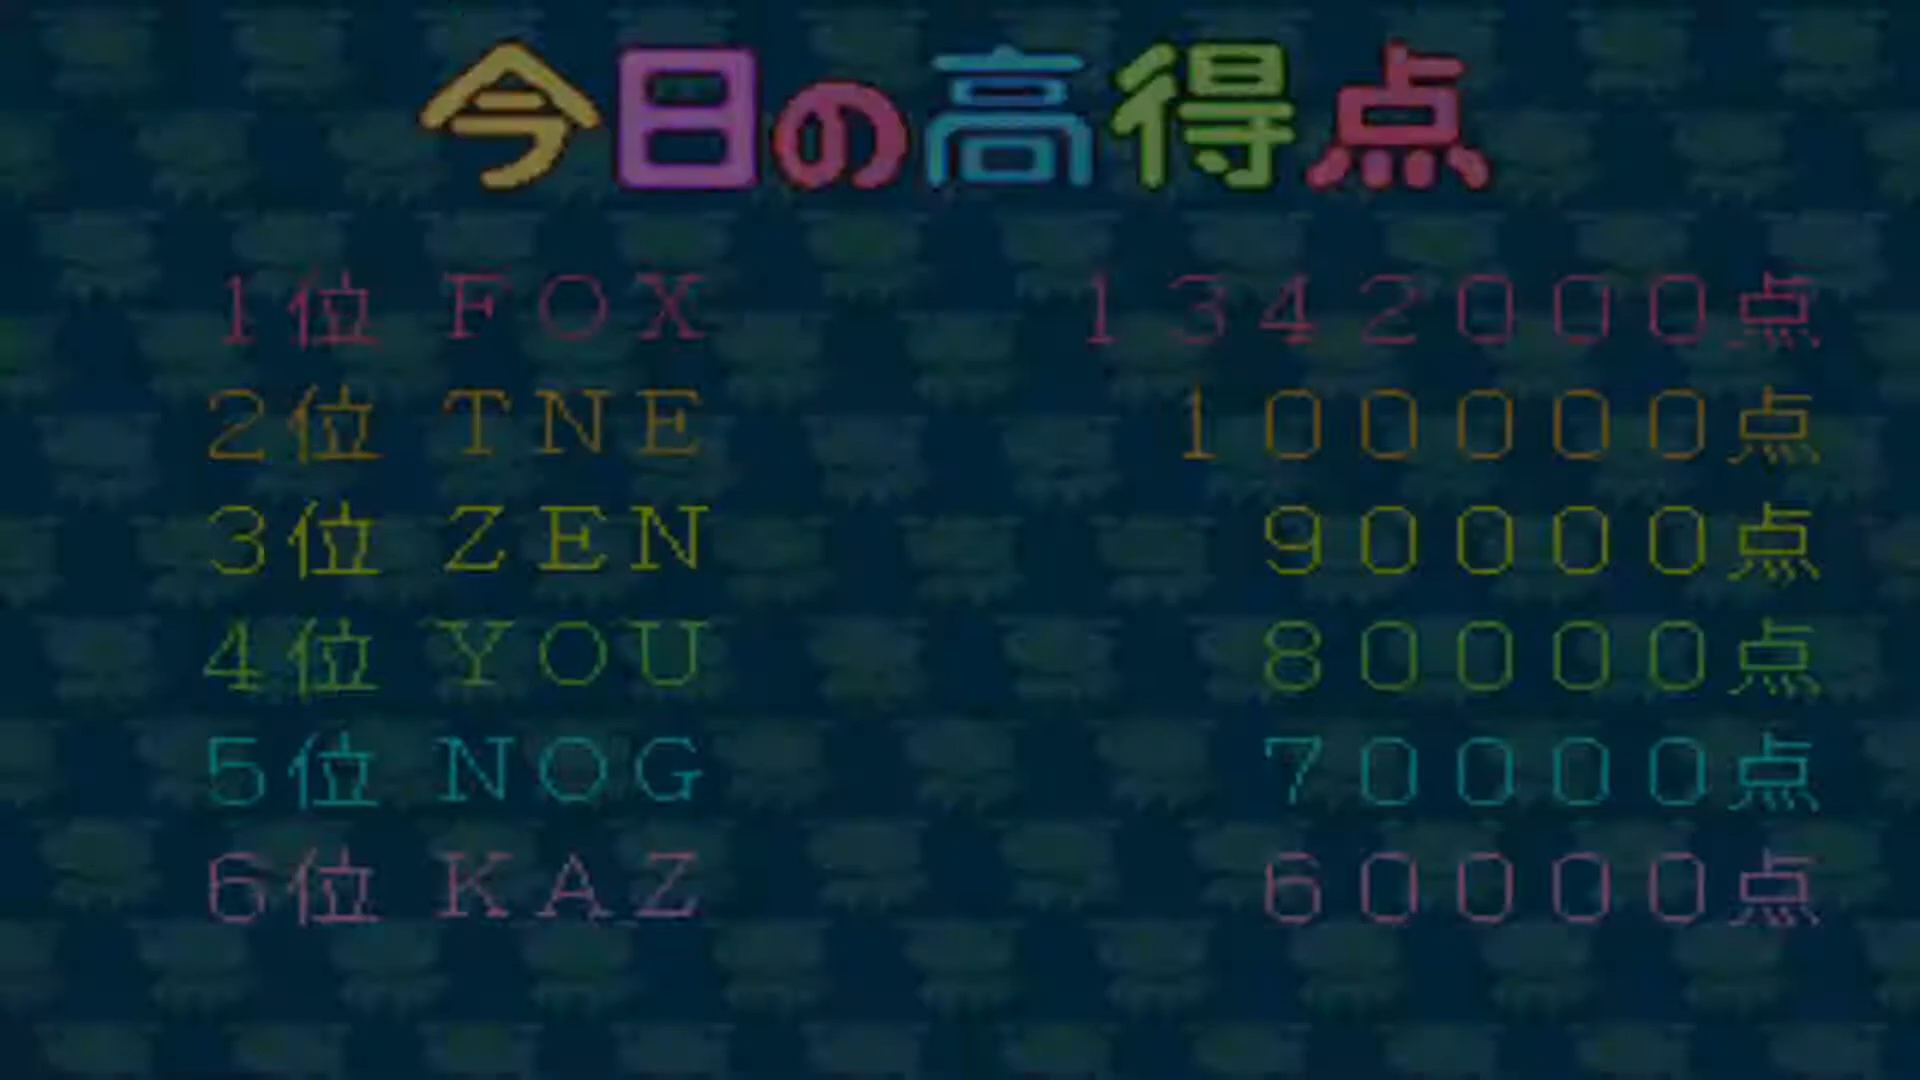 今日の高得点
1位 FOX 1342000点
2位 TNE 100000点
3位 ZEN 90000点
4位 YOU 80000点
5位 NOG 70000点
6位 KAZ 60000点